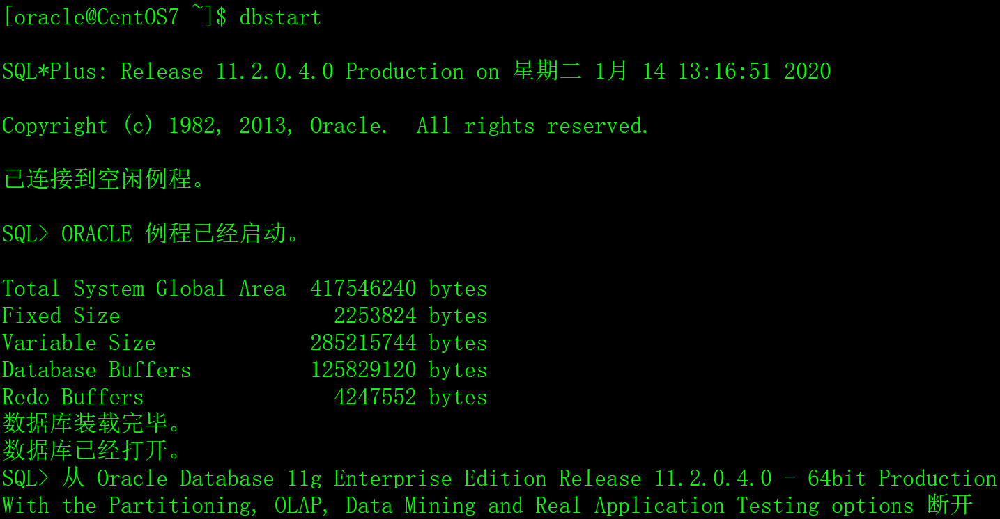 [oracle@CentOS7 ~]$ dbstart
SQL*Plus: Release 11.2.0.4.0 Production on 星期二 1月 14 13:16:51 2020
Copyright (c) 1982, 2013, Oracle.  All rights reserved.
已连接到空闲例程。
SQL> ORACLE 例程已经启动。
Total System Global Area  417546240 bytes
Fixed Size                  2253824 bytes
Variable Size             285215744 bytes
Database Buffers          125829120 bytes
Redo Buffers                4247552 bytes
数据库装载完毕。
数据库已经打开。
SQL> 从 Oracle Database 11g Enterprise Edition Release 11.2.0.4.0 - 64bit Production
With the Partitioning, OLAP, Data Mining and Real Application Testing options 断开